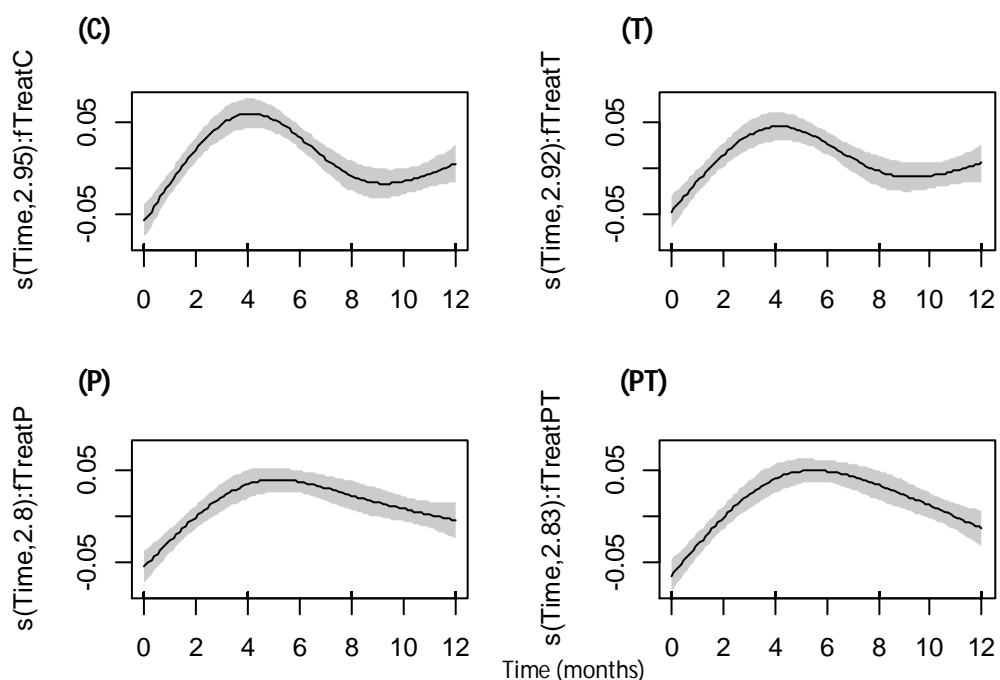 (C)
s(Time,2.95):fTreatC
0.05
-0.05
0 2 4 6 8 10 12
(T)
s(Time,2.92):fTreatT
0.05
-0.05
0 2 4 6 8 10 12
(P)
s(Time,2.8):fTreatP
0.05
-0.05
0 2 4 6 8 10 12
(PT)
s(Time,2.83):fTreatPT
0.05
-0.05
0 2 4 6 8 10 12
Time (months)